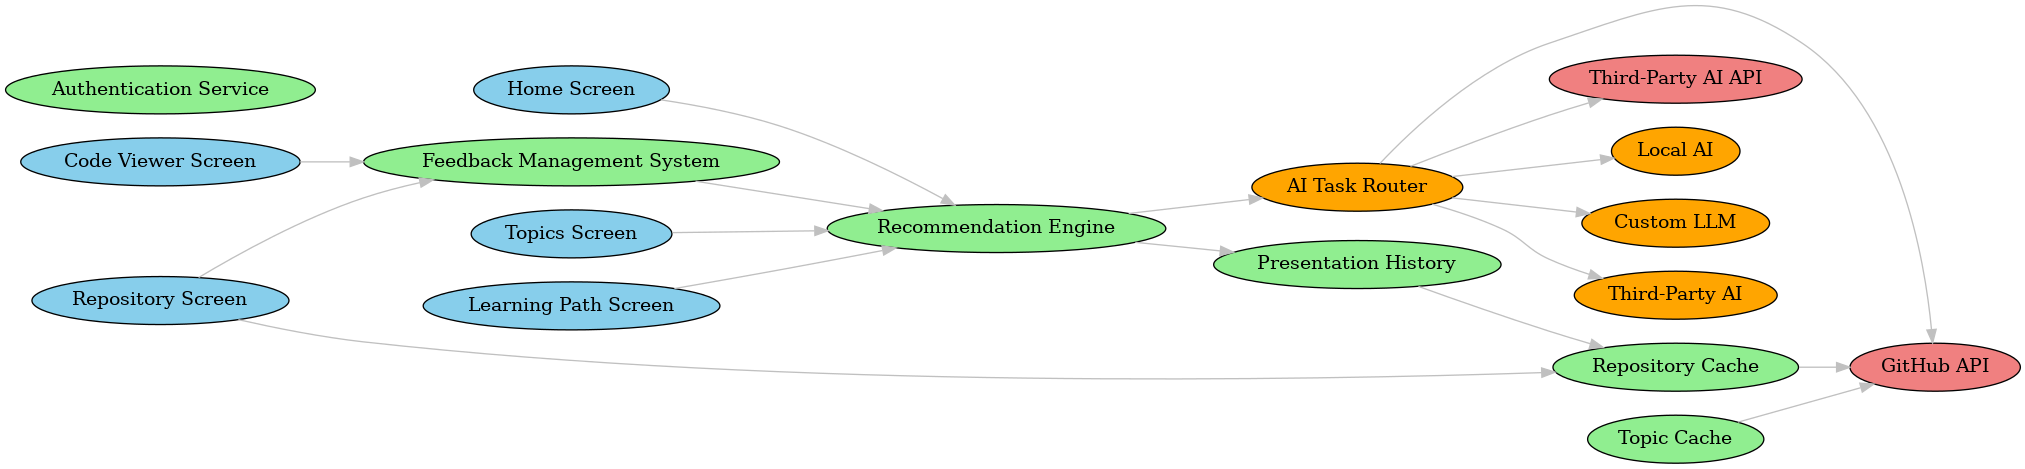 Authentication Service
Code Viewer Screen
Repository Screen
Home Screen
Feedback Management System
Topics Screen
Learning Path Screen
Recommendation Engine
AI Task Router
Presentation History
Third-Party AI API
Local AI
Custom LLM
Third-Party AI
Repository Cache
Topic Cache
GitHub API